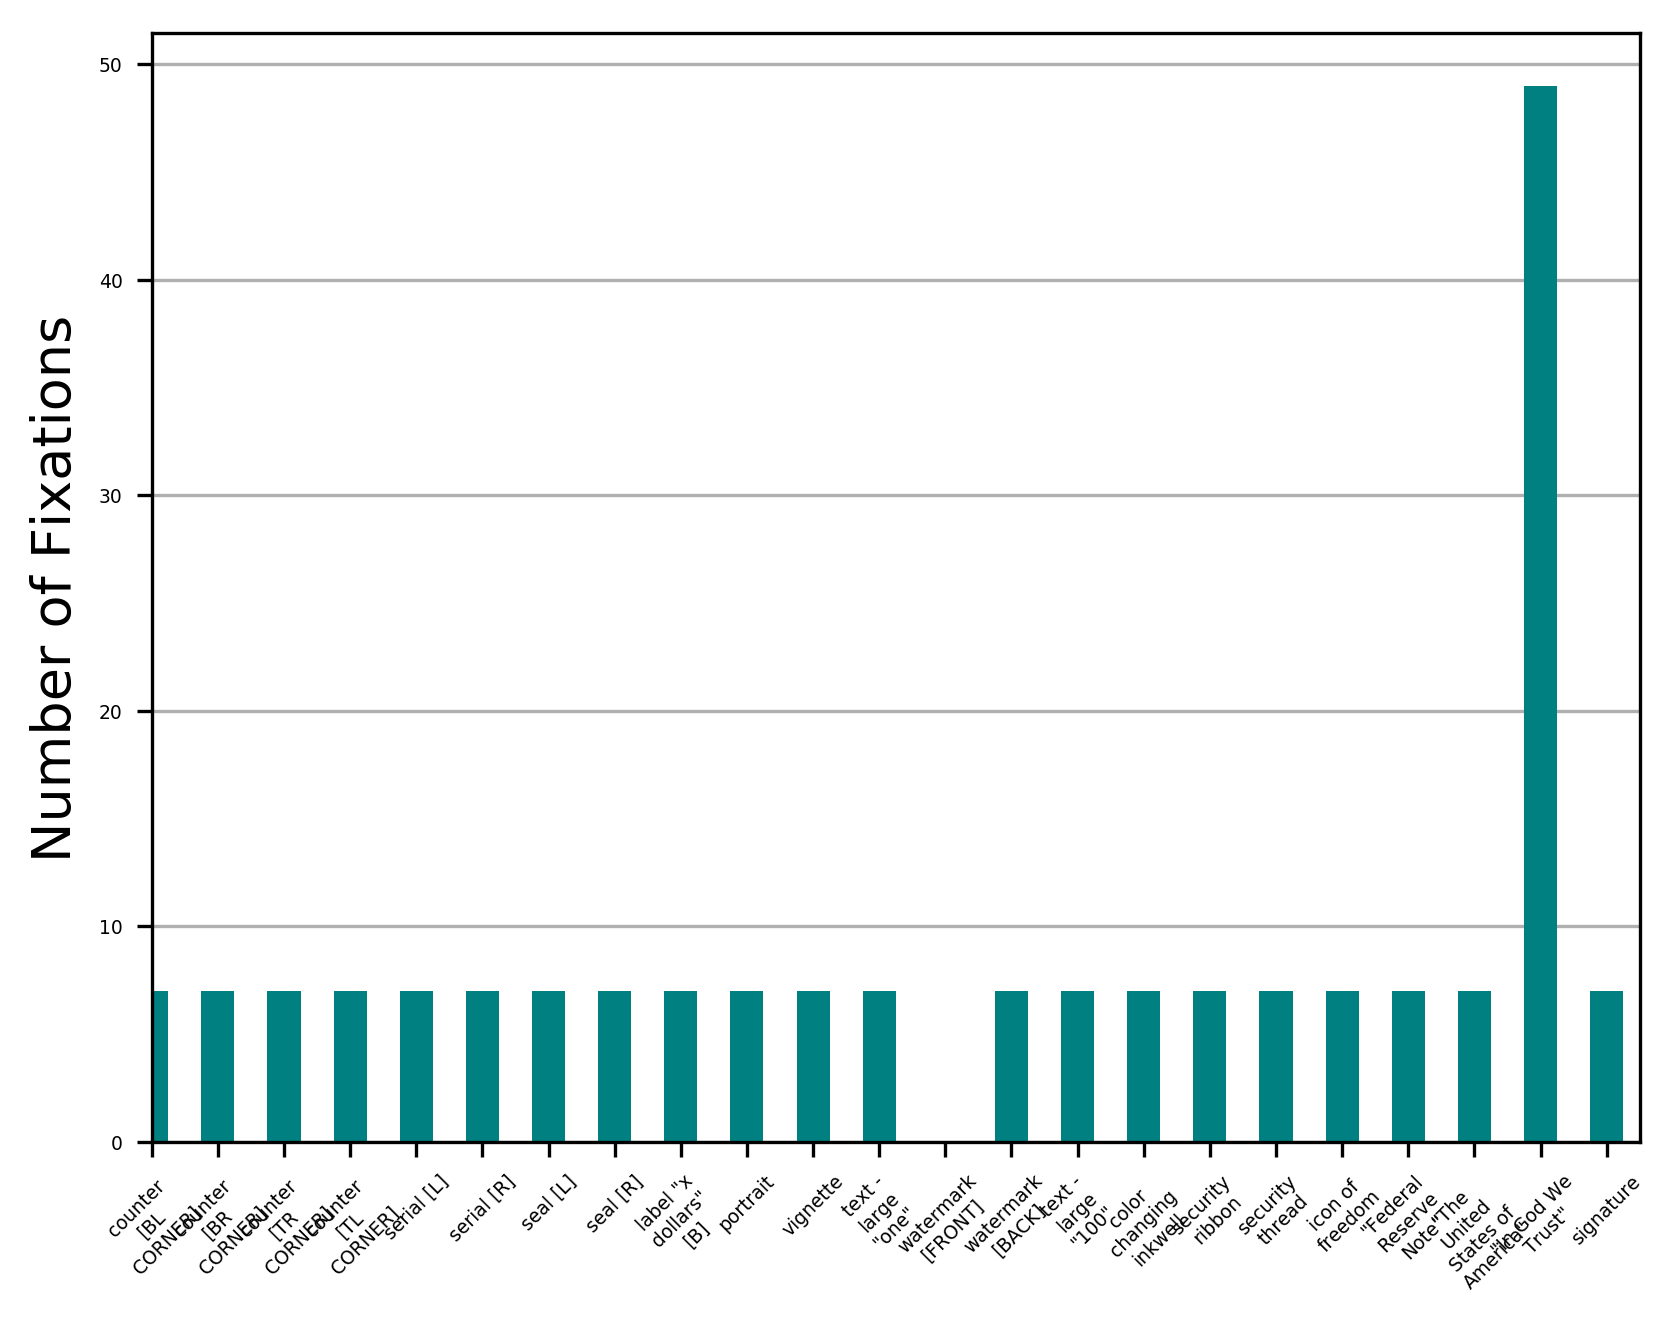 Number of Fixations
50
40
30
20
10
0
counter
[BL
CORNER]
counter
[BR
CORNER]
counter
[TR
CORNER]
counter
[TL
CORNER]
serial [L]
serial [R]
seal [L]
seal [R]
label "x
dollars"
[B]
portrait
vignette
text -
large
"one"
watermark
[FRONT]
watermark
[BACK]
text -
large
"100"
color
changing
inkwell
security
ribbon
security
thread
icon of
freedom
"Federal
Reserve
Note"
"The
United
States of
America"
"In God We
Trust"
signature